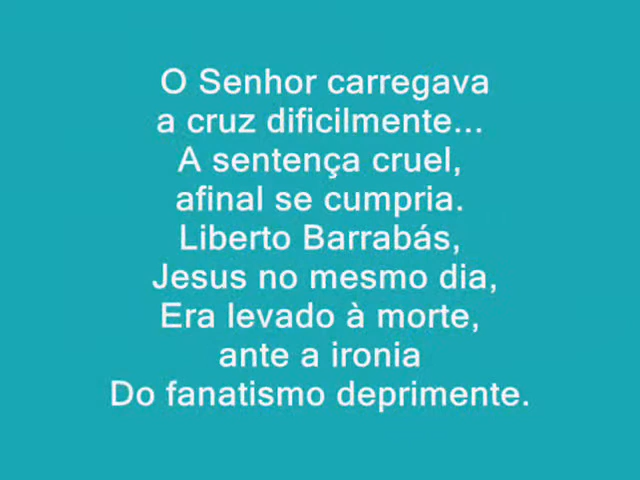 O Senhor carregava
a cruz dificilmente...
A sentença cruel,
afinal se cumpria.
Liberto Barrabás,
Jesus no mesmo dia,
Era levado à morte,
ante a ironia
Do fanatismo deprimente.